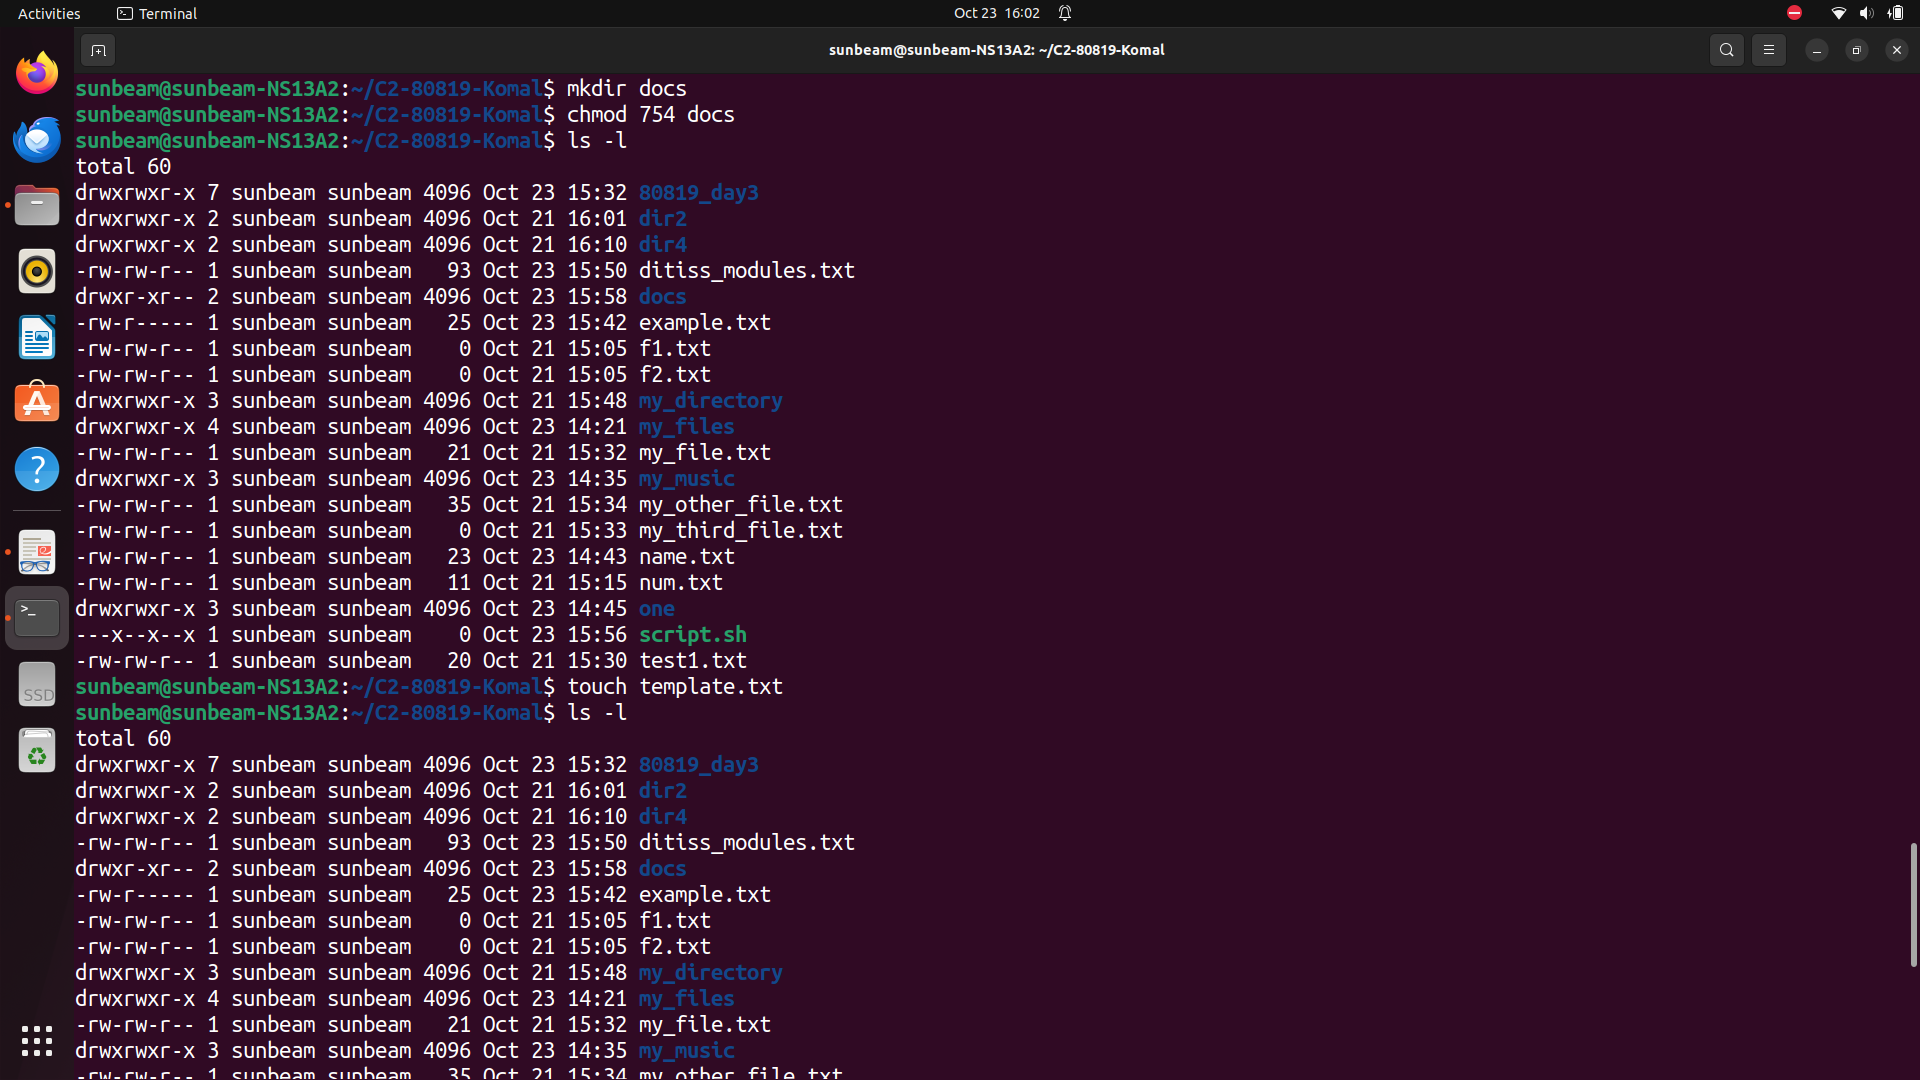 Activities Terminal Oct 23 16:02
sunbeam@sunbeam-NS13A2: ~/C2-80819-Komal
sunbeam@sunbeam-NS13A2:~/C2-80819-Komal$ mkdir docs
sunbeam@sunbeam-NS13A2:~/C2-80819-Komal$ chmod 754 docs
sunbeam@sunbeam-NS13A2:~/C2-80819-Komal$ ls -l
total 60
drwxrwxr-x 7 sunbeam sunbeam 4096 Oct 23 15:32 80819_day3
drwxrwxr-x 2 sunbeam sunbeam 4096 Oct 21 16:01 dir2
drwxrwxr-x 2 sunbeam sunbeam 4096 Oct 21 16:10 dir4
-rw-rw-r-- 1 sunbeam sunbeam   93 Oct 23 15:50 ditiss_modules.txt
drwxr-xr-- 2 sunbeam sunbeam 4096 Oct 23 15:58 docs
-rw-r----- 1 sunbeam sunbeam   25 Oct 23 15:42 example.txt
-rw-rw-r-- 1 sunbeam sunbeam    0 Oct 21 15:05 f1.txt
-rw-rw-r-- 1 sunbeam sunbeam    0 Oct 21 15:05 f2.txt
drwxrwxr-x 3 sunbeam sunbeam 4096 Oct 21 15:48 my_directory
drwxrwxr-x 4 sunbeam sunbeam 4096 Oct 23 14:21 my_files
-rw-rw-r-- 1 sunbeam sunbeam   21 Oct 21 15:32 my_file.txt
drwxrwxr-x 3 sunbeam sunbeam 4096 Oct 23 14:35 my_music
-rw-rw-r-- 1 sunbeam sunbeam   35 Oct 21 15:34 my_other_file.txt
-rw-rw-r-- 1 sunbeam sunbeam    0 Oct 21 15:33 my_third_file.txt
-rw-rw-r-- 1 sunbeam sunbeam   23 Oct 23 14:43 name.txt
-rw-rw-r-- 1 sunbeam sunbeam   11 Oct 21 15:15 num.txt
drwxrwxr-x 3 sunbeam sunbeam 4096 Oct 23 14:45 one
---x--x--x 1 sunbeam sunbeam    0 Oct 23 15:56 script.sh
-rw-rw-r-- 1 sunbeam sunbeam   20 Oct 21 15:30 test1.txt
sunbeam@sunbeam-NS13A2:~/C2-80819-Komal$ touch template.txt
sunbeam@sunbeam-NS13A2:~/C2-80819-Komal$ ls -l
total 60
drwxrwxr-x 7 sunbeam sunbeam 4096 Oct 23 15:32 80819_day3
drwxrwxr-x 2 sunbeam sunbeam 4096 Oct 21 16:01 dir2
drwxrwxr-x 2 sunbeam sunbeam 4096 Oct 21 16:10 dir4
-rw-rw-r-- 1 sunbeam sunbeam   93 Oct 23 15:50 ditiss_modules.txt
drwxr-xr-- 2 sunbeam sunbeam 4096 Oct 23 15:58 docs
-rw-r----- 1 sunbeam sunbeam   25 Oct 23 15:42 example.txt
-rw-rw-r-- 1 sunbeam sunbeam    0 Oct 21 15:05 f1.txt
-rw-rw-r-- 1 sunbeam sunbeam    0 Oct 21 15:05 f2.txt
drwxrwxr-x 3 sunbeam sunbeam 4096 Oct 21 15:48 my_directory
drwxrwxr-x 4 sunbeam sunbeam 4096 Oct 23 14:21 my_files
-rw-rw-r-- 1 sunbeam sunbeam   21 Oct 21 15:32 my_file.txt
drwxrwxr-x 3 sunbeam sunbeam 4096 Oct 23 14:35 my_music
-rw-rw-r-- 1 sunbeam sunbeam   35 Oct 21 15:34 my_other_file.txt
SSD